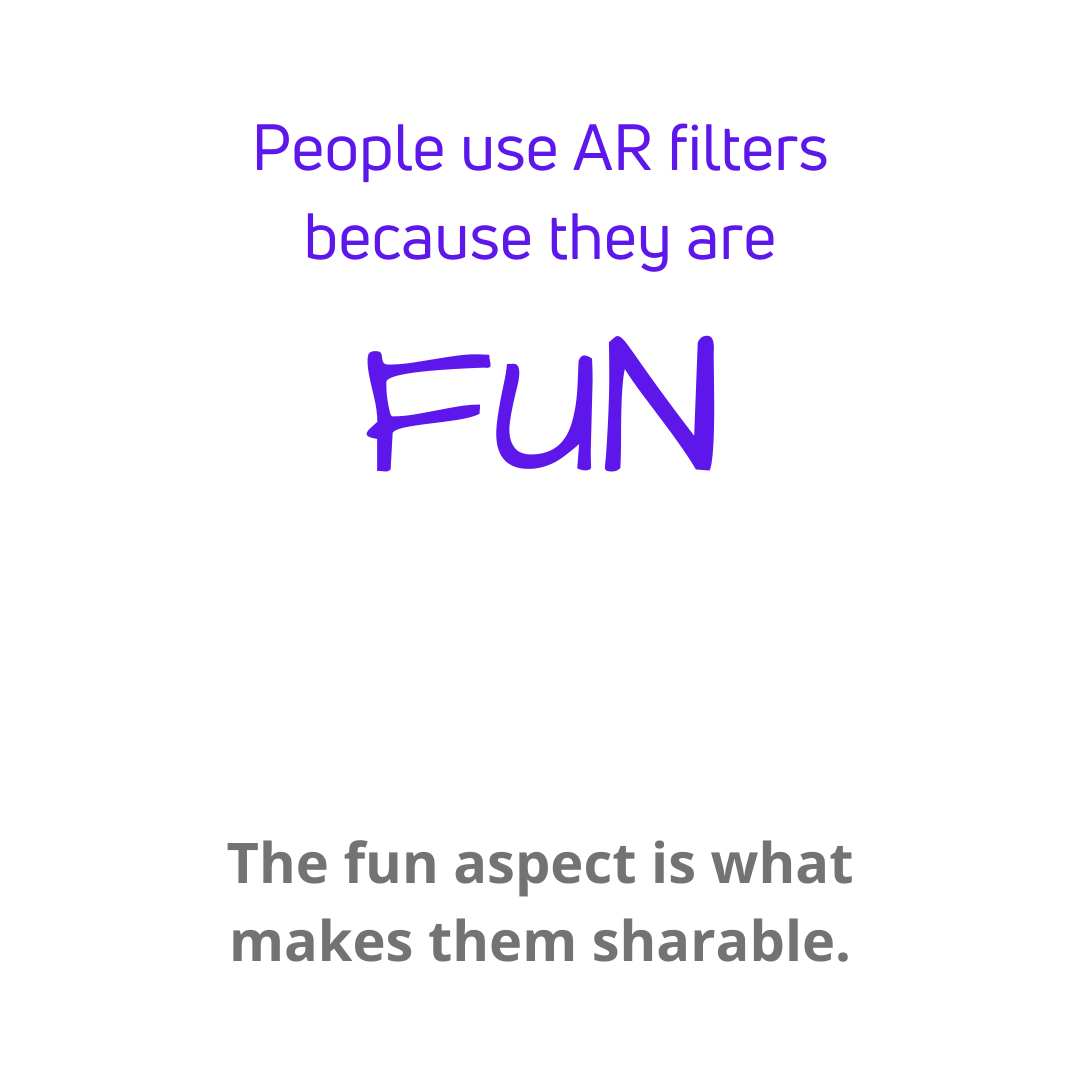 People use AR filters
because they are
FUN
The fun aspect is what
makes them sharable.